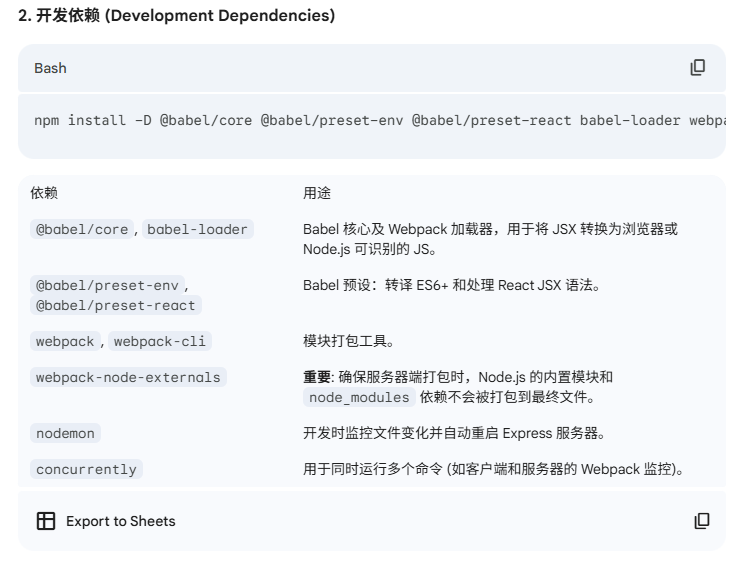 2. 开发依赖 (Development Dependencies)
Bash
npm install -D @babel/core @babel/preset-env @babel/preset-react babel-loader
依赖 用途
@babel/core, babel-loader Babel 核心及 Webpack 加载器，用于将 JSX 转换为浏览器或
Node.js 可识别的 JS。
@babel/preset-env, Babel 预设：转译 ES6+ 和处理 React JSX 语法。
@babel/preset-react
webpack, webpack-cli 模块打包工具。
webpack-node-externals 重要: 确保服务器端打包时，Node.js 的内置模块和
node_modules 依赖不会被打包到最终文件。
nodemon 开发时监控文件变化并自动重启 Express 服务器。
concurrently 用于同时运行多个命令 (如客户端和服务器的 Webpack 监控)。
Export to Sheets